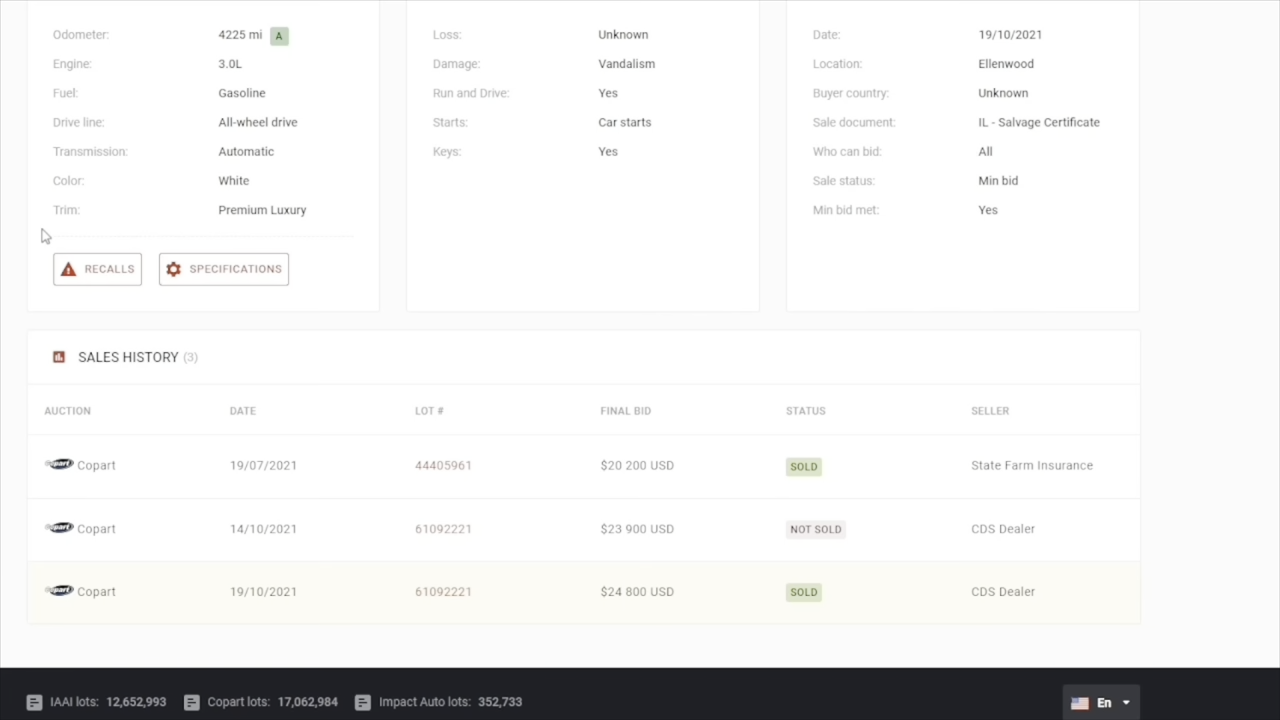 Odometer: 4225 mi A
Engine: 3.0L
Fuel: Gasoline
Drive line: All-wheel drive
Transmission: Automatic
Color: White
Trim: Premium Luxury
RECALLS SPECIFICATIONS
Loss: Unknown
Damage: Vandalism
Run and Drive: Yes
Starts: Car starts
Keys: Yes
Date: 19/10/2021
Location: Ellenwood
Buyer country: Unknown
Sale document: IL - Salvage Certificate
Who can bid: All
Sale status: Min bid
Min bid met: Yes
SALES HISTORY (3)
AUCTION DATE LOT # FINAL BID STATUS SELLER
Copart 19/07/2021 44405961 $20 200 USD SOLD State Farm Insurance
Copart 14/10/2021 61092221 $23 900 USD NOT SOLD CDS Dealer
Copart 19/10/2021 61092221 $24 800 USD SOLD CDS Dealer
IAAI lots: 12,652,993 Copart lots: 17,062,984 Impact Auto lots: 352,733 En